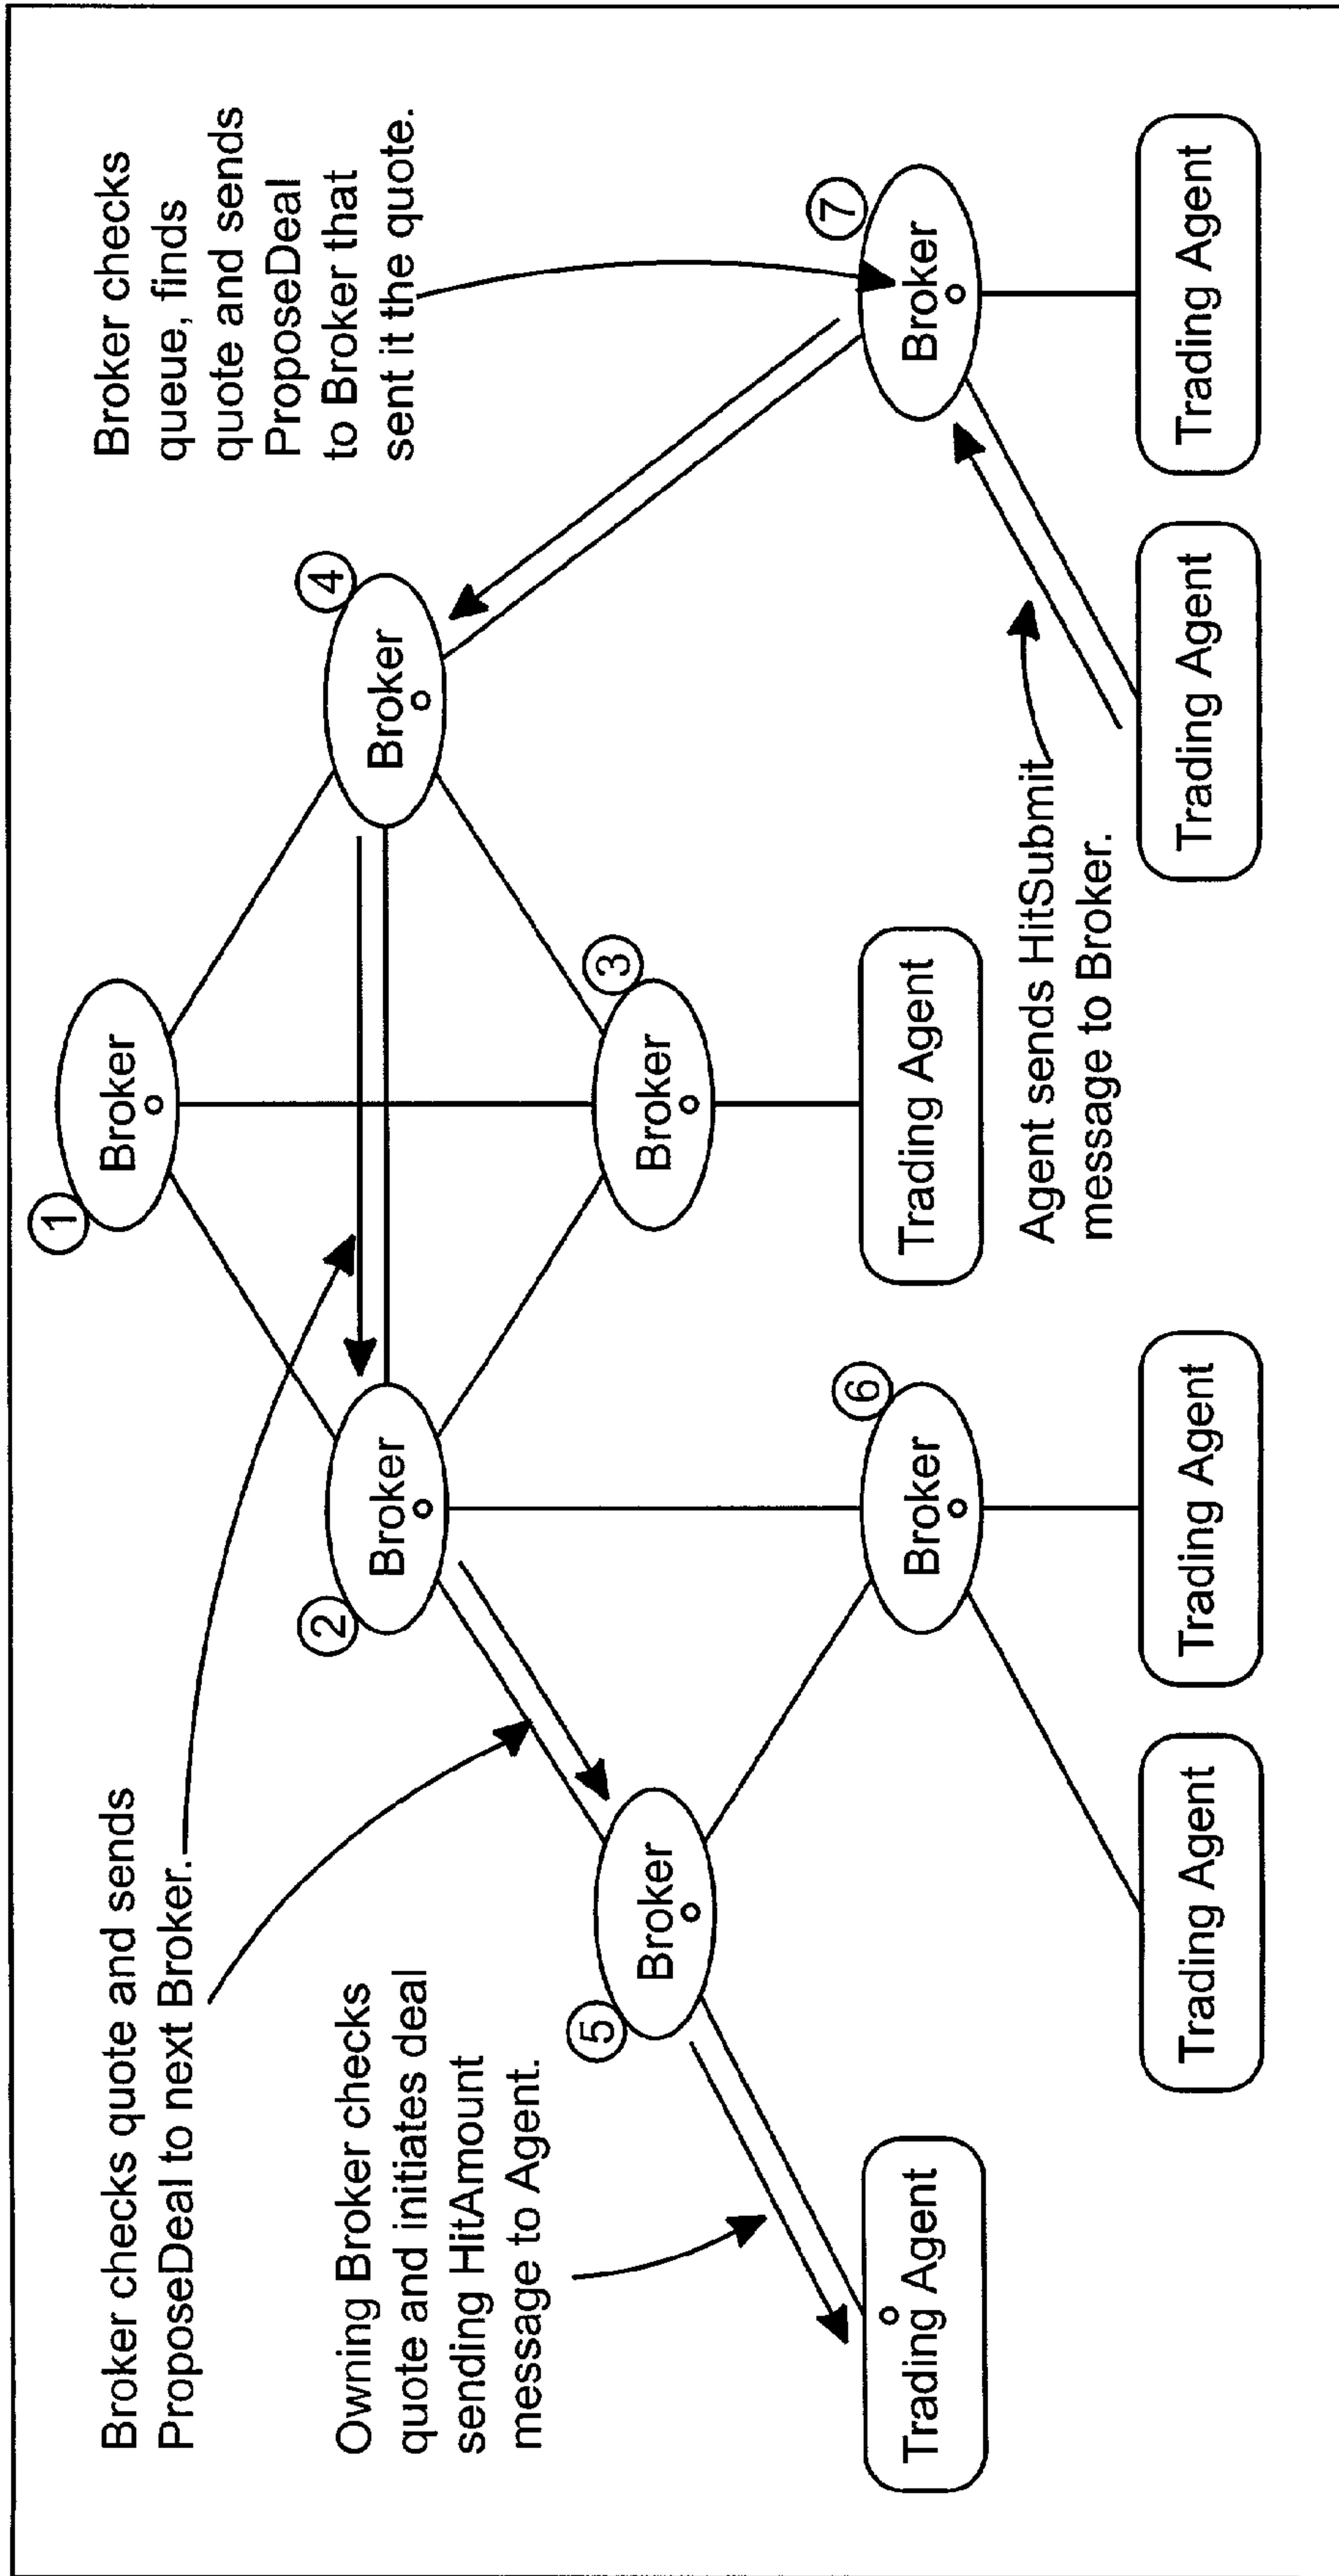 Broker checks quote and sends
ProposeDeal to next Broker.
Owning Broker checks
quote and initiates deal
sending HitAmount
message to Agent.
Broker checks
queue, finds
quote and sends
ProposeDeal
to Broker that
sent it the quote.
1
Broker
2
Broker
4
Broker
5
Broker
3
Broker
6
Broker
7
Broker
Trading Agent
Trading Agent
Agent sends HitSubmit
message to Broker.
Trading Agent
Trading Agent
Trading Agent
Trading Agent